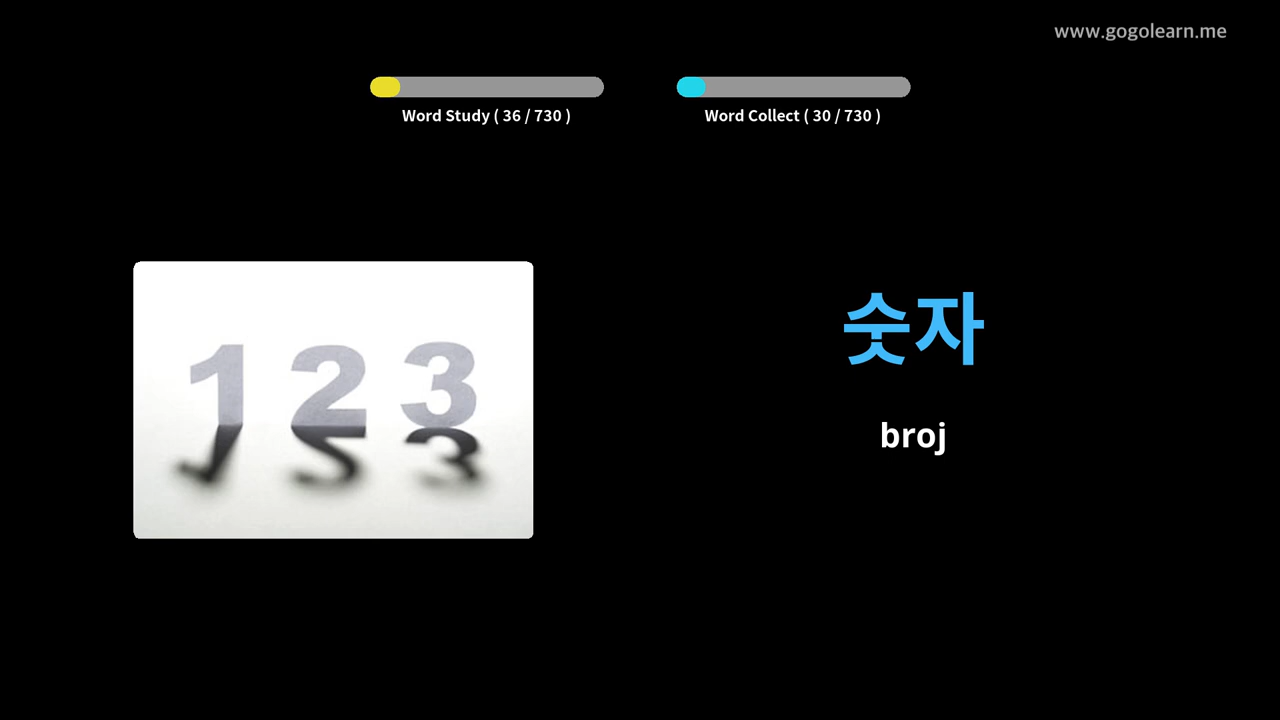 www.gogolearn.me
Word Study ( 36 / 730 )
Word Collect ( 30 / 730 )
1 2 3
숫자
broj